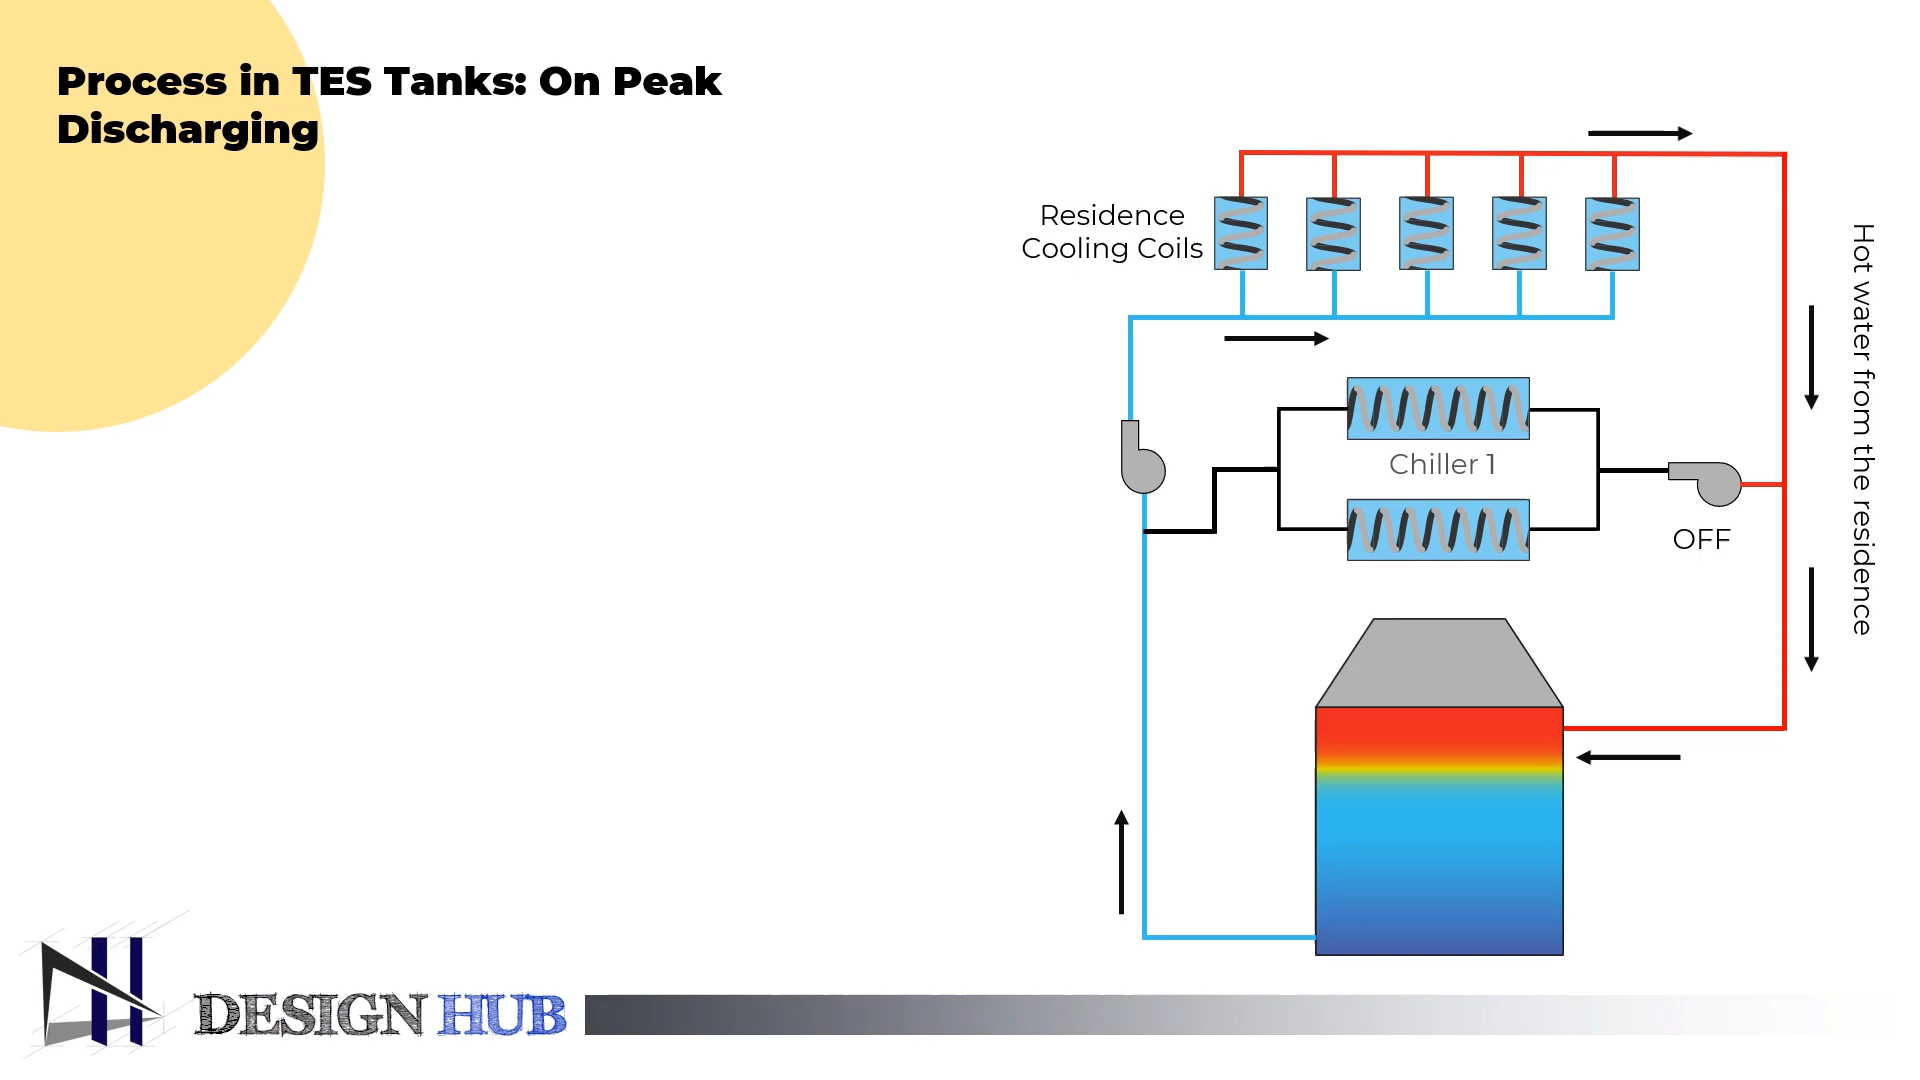 Process in TES Tanks: On Peak
Discharging
Residence
Cooling Coils
Hot water from the residence
Chiller 1
OFF
DESIGN HUB